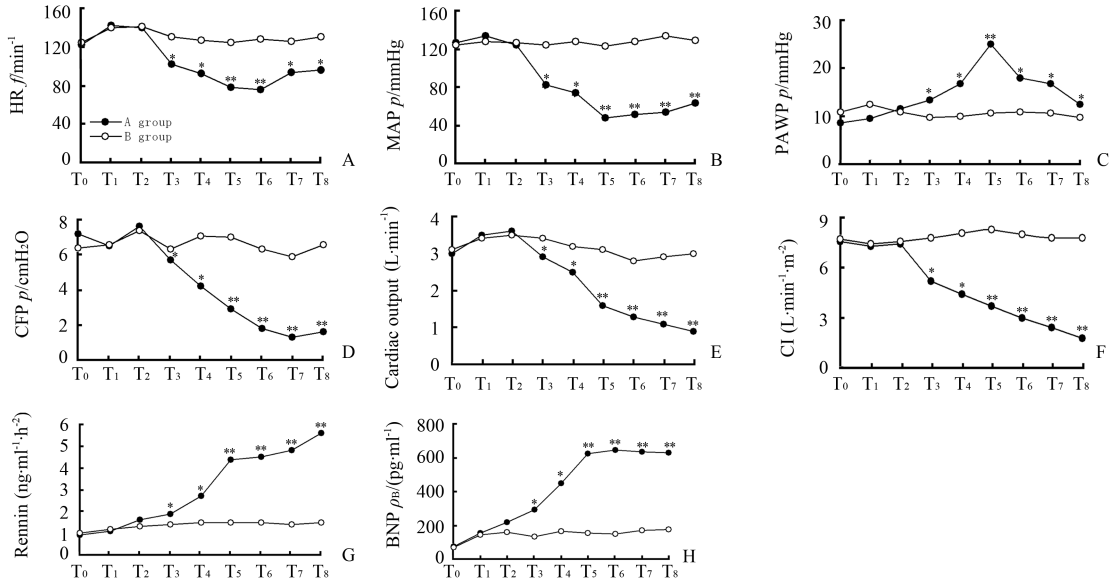 HR f/min⁻¹
160
120
80
40
0
A group
B group
* * ** ** * *
A
T₀ T₁ T₂ T₃ T₄ T₅ T₆ T₇ T₈
MAP p/mmHg
160
120
80
40
0
* * ** ** ** **
B
T₀ T₁ T₂ T₃ T₄ T₅ T₆ T₇ T₈
PAWP p/mmHg
30
20
10
0
* * ** * * *
C
T₀ T₁ T₂ T₃ T₄ T₅ T₆ T₇ T₈
CFP p/cmH₂O
8
6
4
2
0
* * ** ** ** **
D
T₀ T₁ T₂ T₃ T₄ T₅ T₆ T₇ T₈
Cardiac output (L·min⁻¹)
4
3
2
1
0
* * ** ** ** **
E
T₀ T₁ T₂ T₃ T₄ T₅ T₆ T₇ T₈
CI (L·min⁻¹·m⁻²)
9
6
3
0
* * ** ** ** **
F
T₀ T₁ T₂ T₃ T₄ T₅ T₆ T₇ T₈
Rennin (ng·ml⁻¹·h⁻²)
6
5
4
3
2
1
0
* * ** ** ** **
G
T₀ T₁ T₂ T₃ T₄ T₅ T₆ T₇ T₈
BNP ρB/(pg·ml⁻¹)
800
600
400
200
0
* * ** ** ** **
H
T₀ T₁ T₂ T₃ T₄ T₅ T₆ T₇ T₈